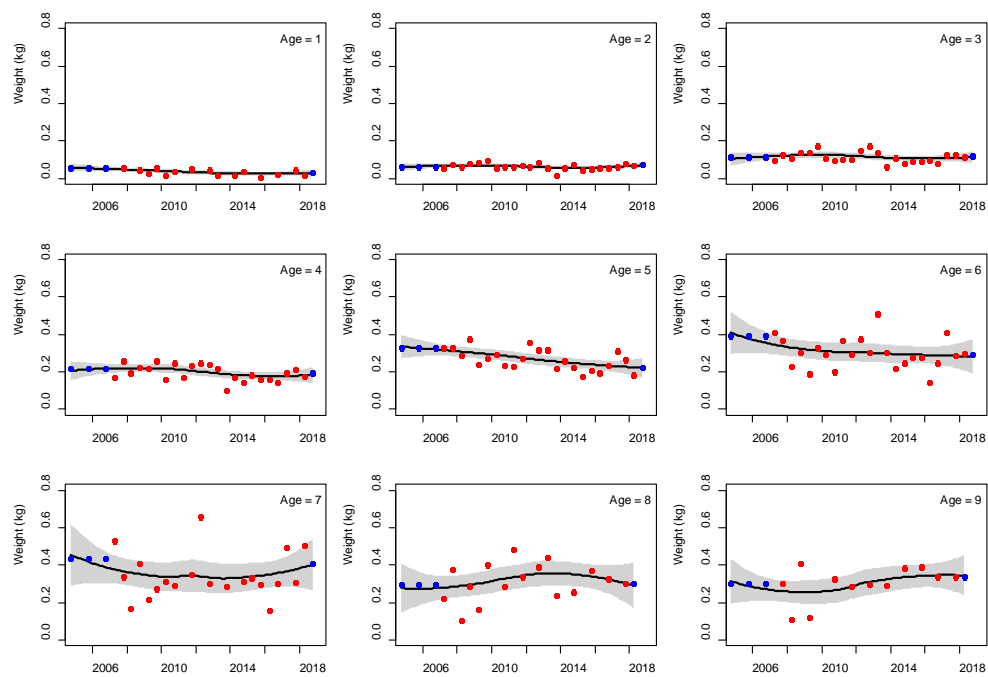 Age = 1
Weight (kg)
0.0 0.2 0.4 0.6 0.8
2006 2010 2014 2018
Age = 2
Weight (kg)
0.0 0.2 0.4 0.6 0.8
2006 2010 2014 2018
Age = 3
Weight (kg)
0.0 0.2 0.4 0.6 0.8
2006 2010 2014 2018
Age = 4
Weight (kg)
0.0 0.2 0.4 0.6 0.8
2006 2010 2014 2018
Age = 5
Weight (kg)
0.0 0.2 0.4 0.6 0.8
2006 2010 2014 2018
Age = 6
Weight (kg)
0.0 0.2 0.4 0.6 0.8
2006 2010 2014 2018
Age = 7
Weight (kg)
0.0 0.2 0.4 0.6 0.8
2006 2010 2014 2018
Age = 8
Weight (kg)
0.0 0.2 0.4 0.6 0.8
2006 2010 2014 2018
Age = 9
Weight (kg)
0.0 0.2 0.4 0.6 0.8
2006 2010 2014 2018